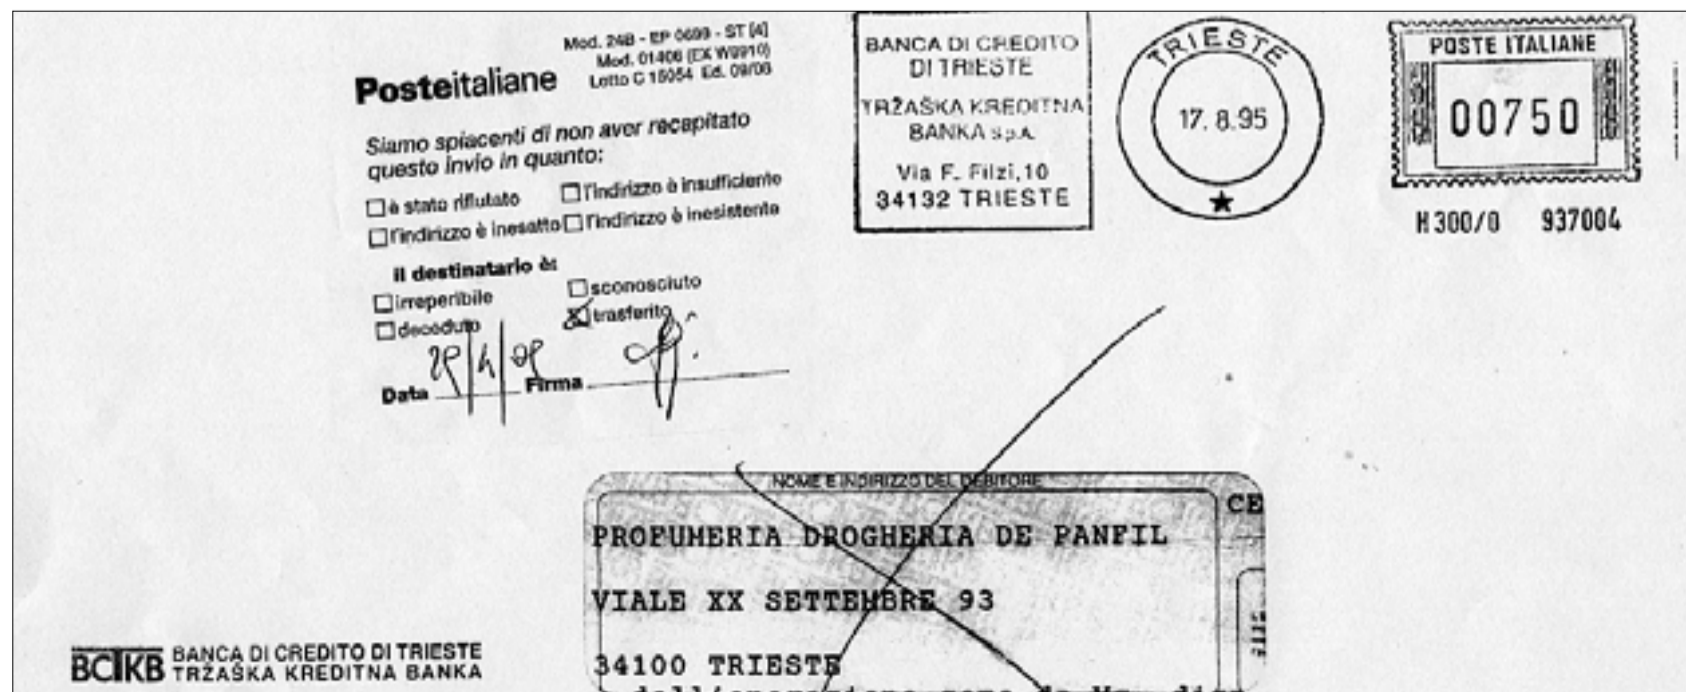 Mod. 24B - EP 0699 - ST [4]
Mod. 01406 (EX W9910)
Lotto C 15054 Ed. 09/06
Posteitaliane
Siamo spiacenti di non aver recapitato
questo invio in quanto:
è stato rifiutato l'indirizzo è insufficiente
l'indirizzo è inesatto l'indirizzo è inesistente
il destinatario è:
irreperibile sconosciuto
deceduto trasferito
Data Firma
BANCA DI CREDITO
DI TRIESTE
TRŽAŠKA KREDITNA
BANKA S.p.A.
Via F. Filzi, 10
34132 TRIESTE
TRIESTE
17. 8.95
POSTE ITALIANE
00750
M300/0 937004
NOME E INDIRIZZO DEL DEBITORE
CE
PROFUMERIA DROGHERIA DE PANFIL
VIALE XX SETTEMBRE 93
34100 TRIESTE
BCTKB BANCA DI CREDITO DI TRIESTE
TRŽAŠKA KREDITNA BANKA